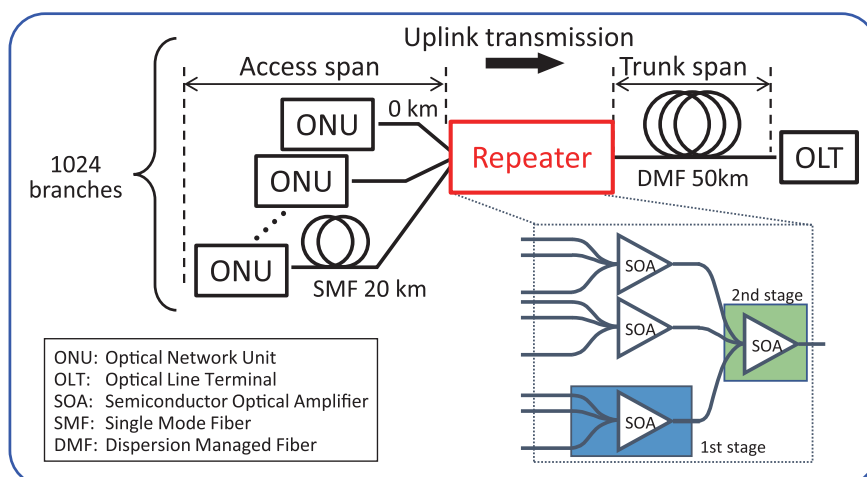 Uplink transmission
Access span
Trunk span
0 km
ONU
1024
branches
ONU
Repeater
OLT
DMF 50km
ONU
SMF 20 km
SOA
2nd stage
SOA
SOA
SOA
1st stage
ONU: Optical Network Unit
OLT: Optical Line Terminal
SOA: Semiconductor Optical Amplifier
SMF: Single Mode Fiber
DMF: Dispersion Managed Fiber